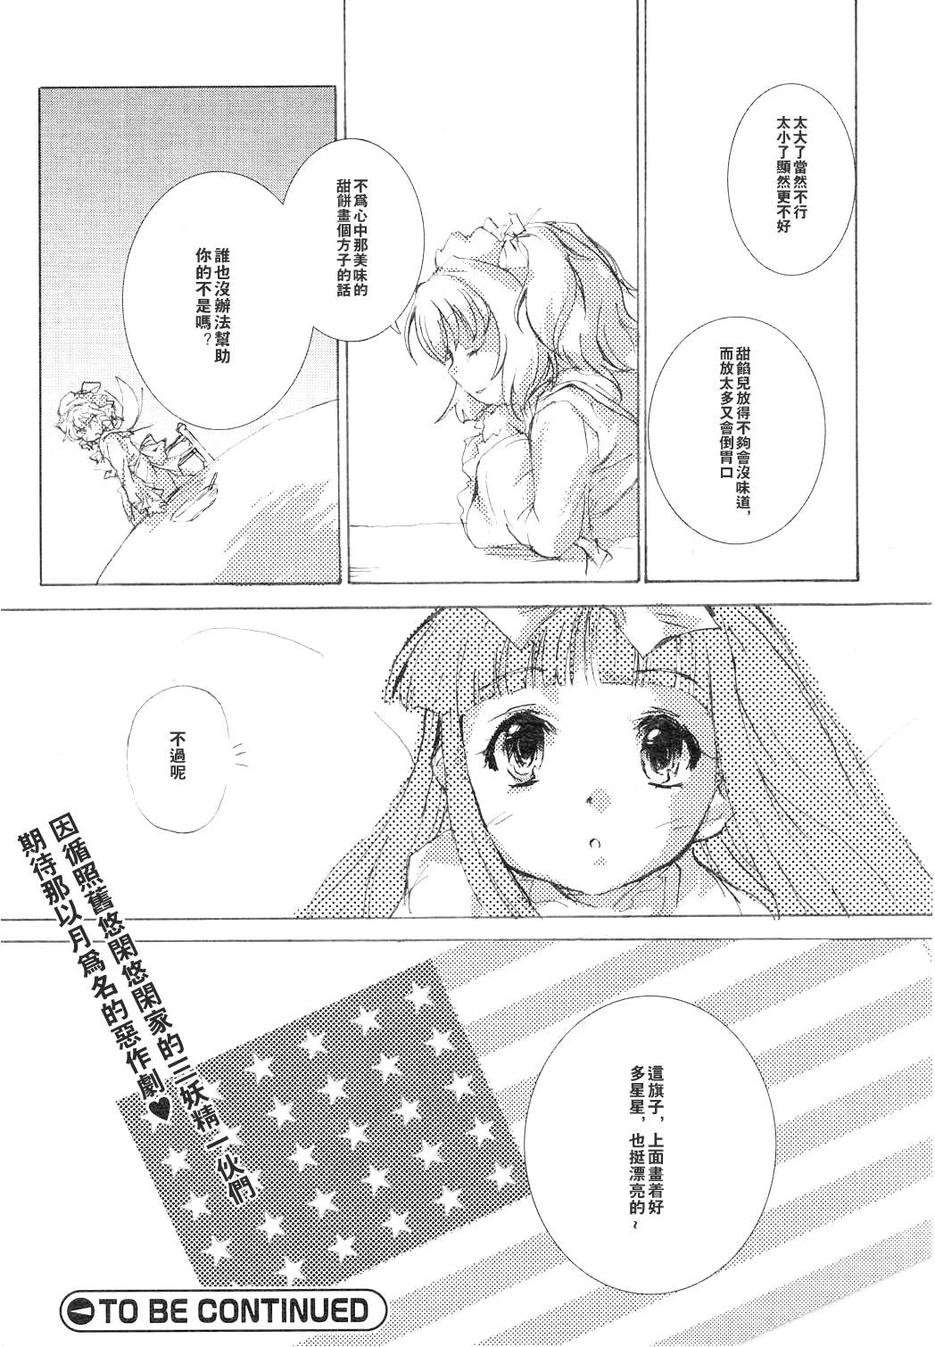 太大了當然不行
太小了顯然更不好
甜餡兒放得不夠會沒味道，
而放太多又會倒胃口
不爲心中那美味的
甜餅畫個方子的話
誰也沒辦法幫助
你的不是嗎？
不過呢
這旗子，上面畫着好
多星星，也挺漂亮的~
因循照舊悠閑悠閑家的三妖精一伙們
期待那以月爲名的惡作劇♥
TO BE CONTINUED